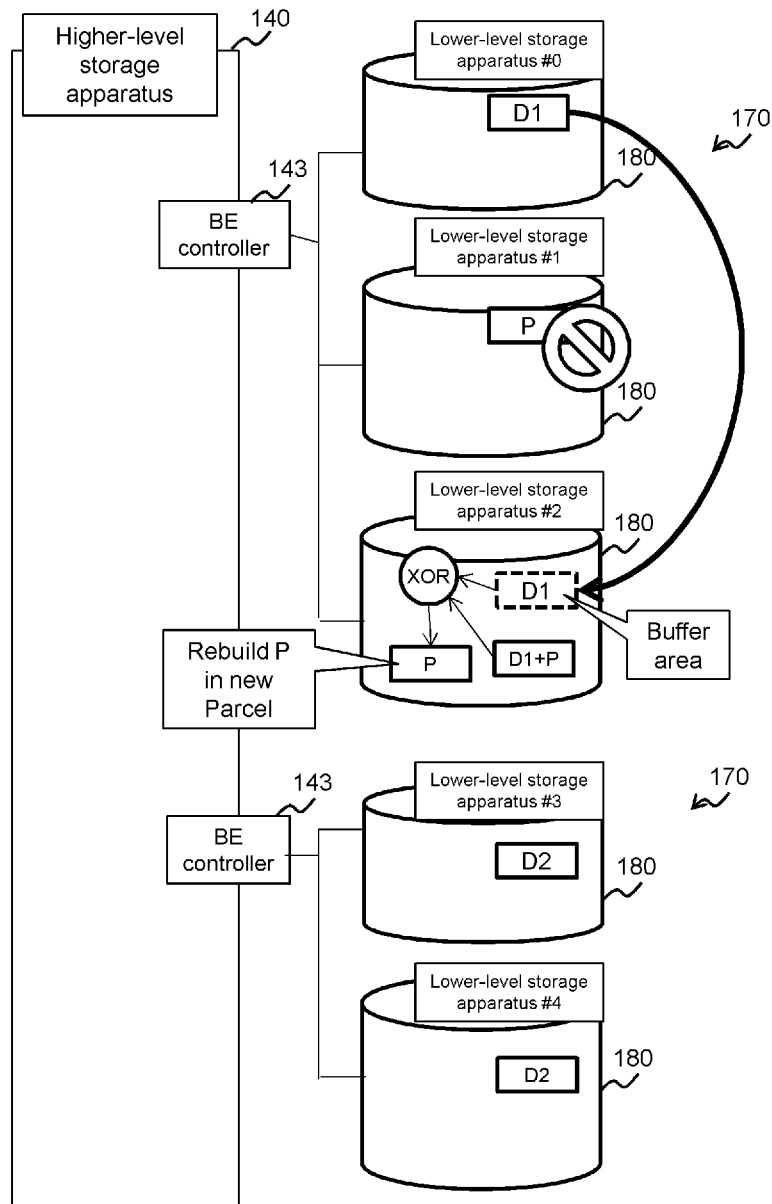 Higher-level
storage
apparatus
140
Lower-level storage
apparatus #0
D1
170
180
143
BE
controller
Lower-level storage
apparatus #1
P
180
Lower-level storage
apparatus #2
180
XOR
D1
Buffer
area
P
D1+P
Rebuild P
in new
Parcel
143
BE
controller
Lower-level storage
apparatus #3
170
D2
180
Lower-level storage
apparatus #4
D2
180